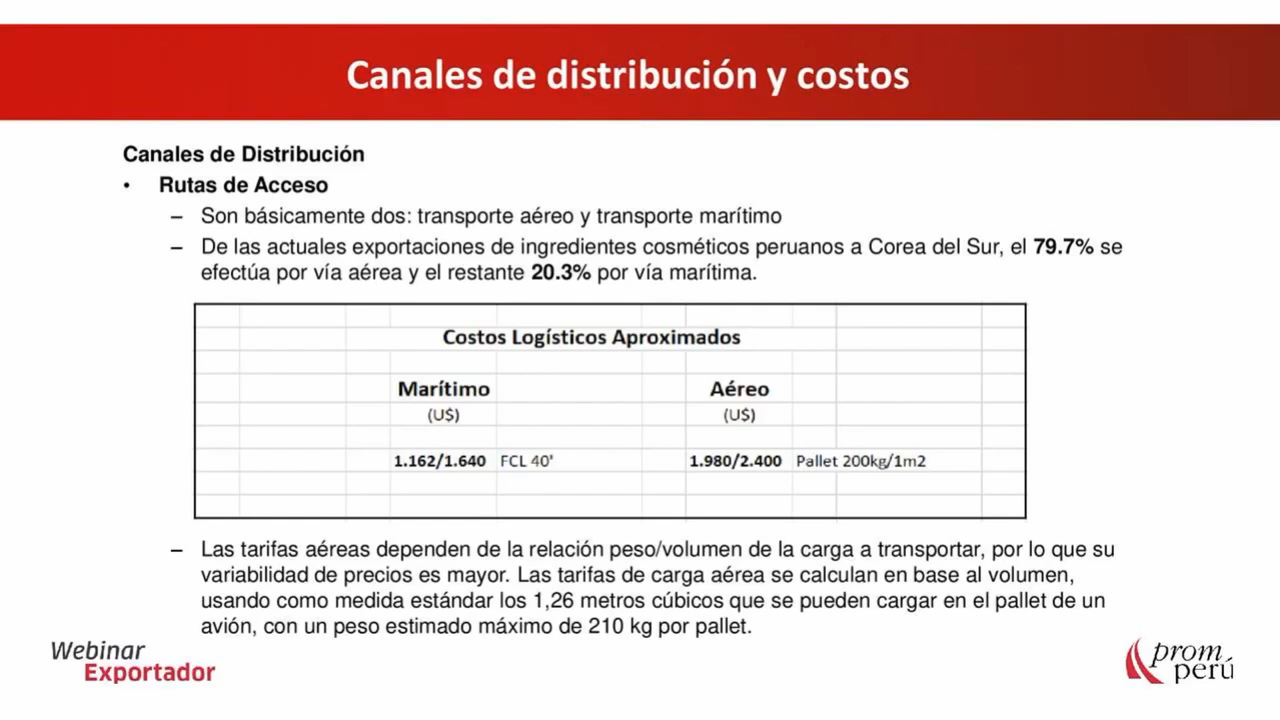 Canales de distribución y costos
Canales de Distribución
• Rutas de Acceso
– Son básicamente dos: transporte aéreo y transporte marítimo
– De las actuales exportaciones de ingredientes cosméticos peruanos a Corea del Sur, el 79.7% se
efectúa por vía aérea y el restante 20.3% por vía marítima.
Costos Logísticos Aproximados
Marítimo Aéreo
(U$) (U$)
1.162/1.640 FCL 40' 1.980/2.400 Pallet 200kg/1m2
– Las tarifas aéreas dependen de la relación peso/volumen de la carga a transportar, por lo que su
variabilidad de precios es mayor. Las tarifas de carga aérea se calculan en base al volumen,
usando como medida estándar los 1,26 metros cúbicos que se pueden cargar en el pallet de un
avión, con un peso estimado máximo de 210 kg por pallet.
Webinar
Exportador
prom
perú